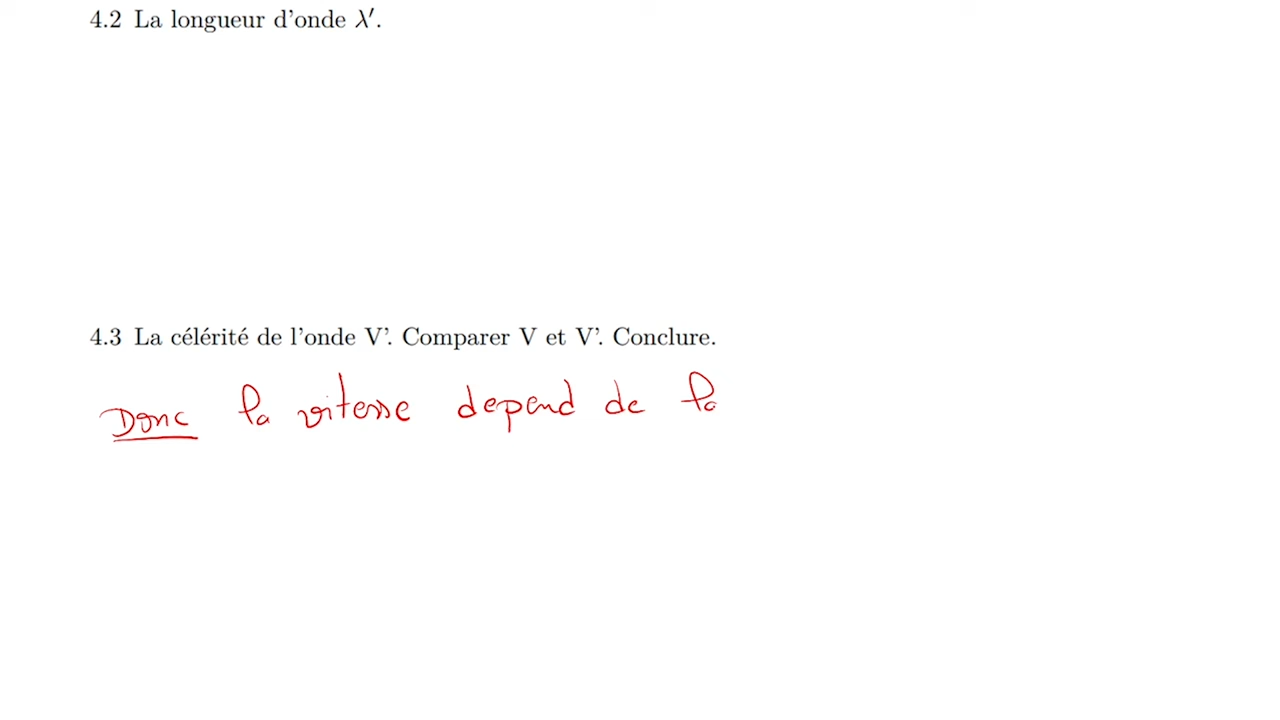 4.2 La longueur d'onde λ′.
4.3 La célérité de l'onde V'. Comparer V et V'. Conclure.
Donc la vitesse depend de la